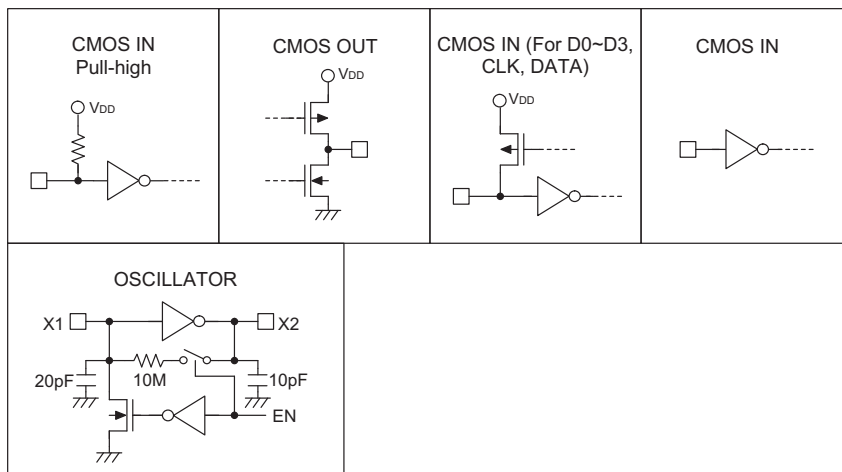 CMOS IN
Pull-high
VDD
CMOS OUT
VDD
CMOS IN (For D0~D3,
CLK, DATA)
VDD
CMOS IN
OSCILLATOR
X1
X2
20pF
10M
10pF
EN